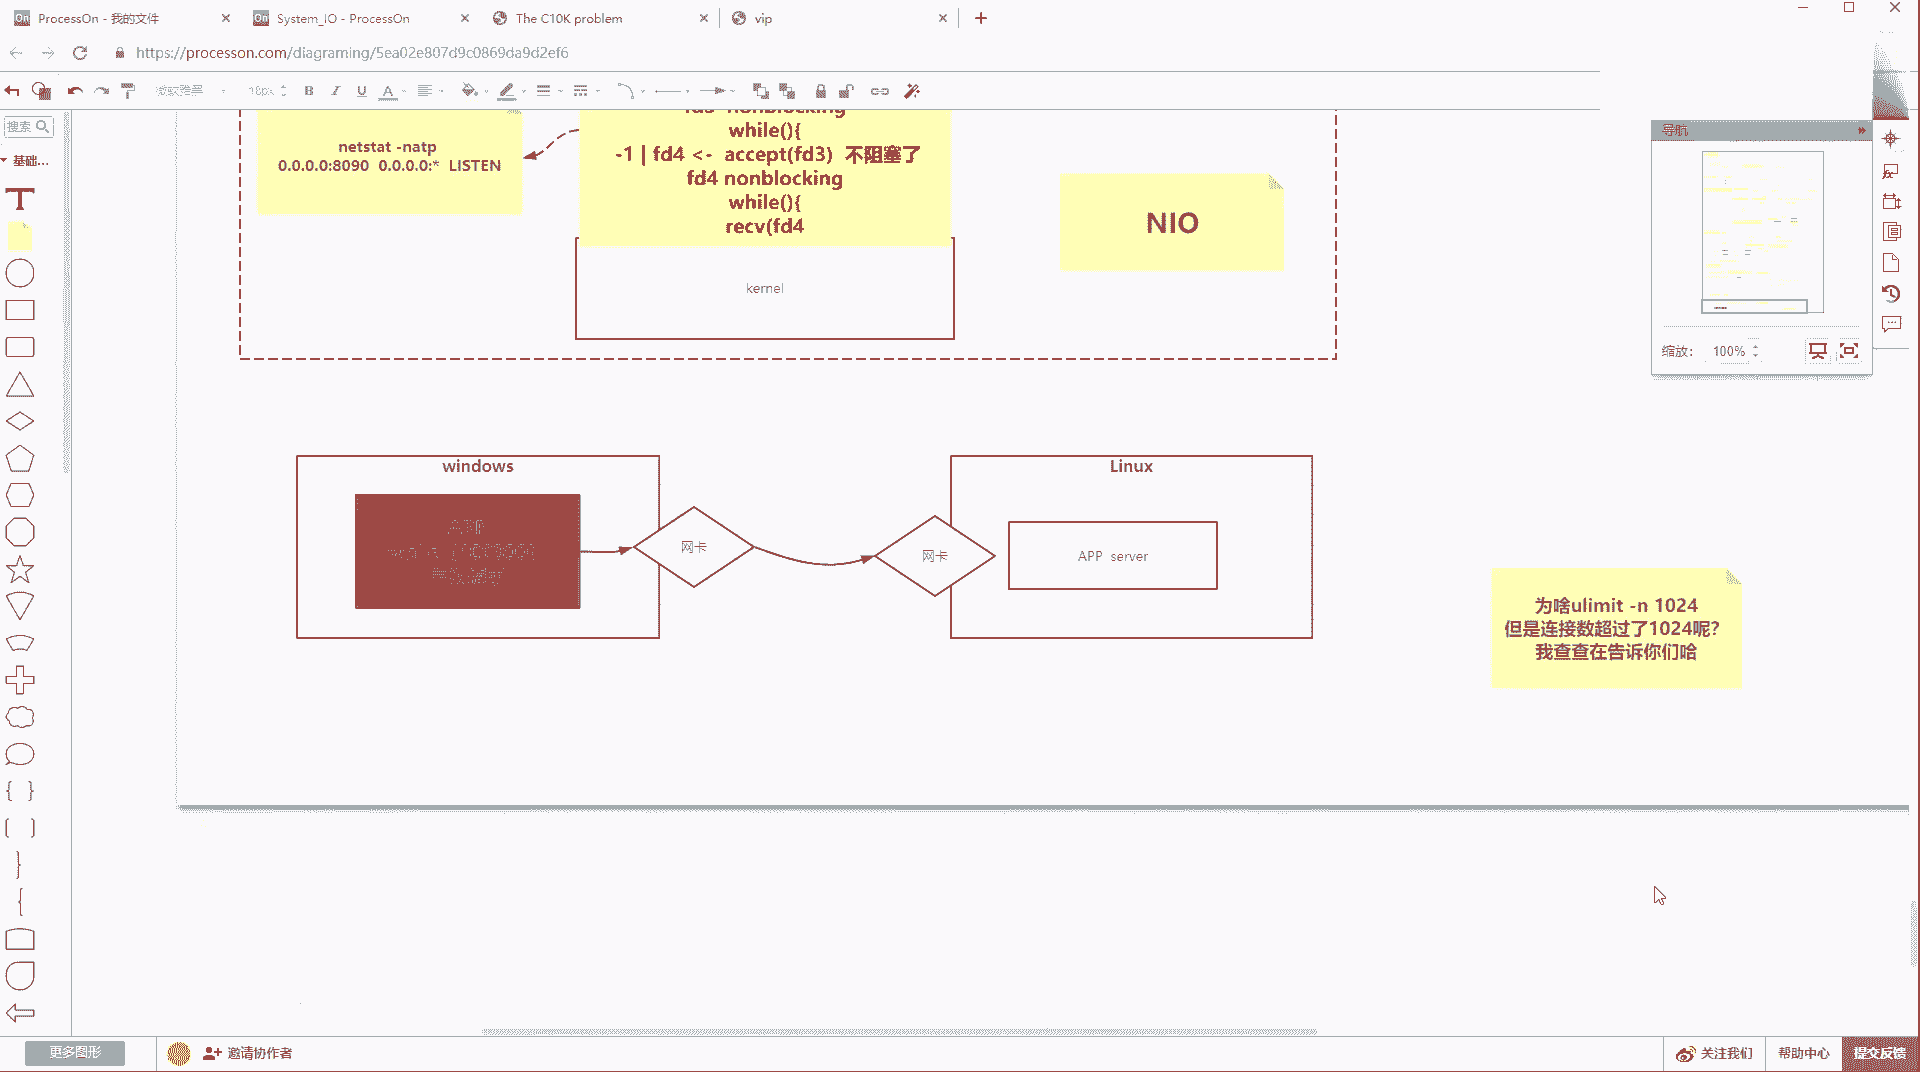 ProcessOn - 我的文件
System_IO - ProcessOn
The C10K problem
vip
https://processon.com/diagraming/5ea02e807d9c0869da9d2ef6
微软雅黑
搜索
基础...
导航
缩放：
100%
netstat -natp
0.0.0.0:8090 0.0.0.0:* LISTEN
while(){
-1 | fd4 <- accept(fd3) 不阻塞了
fd4 nonblocking
while(){
recv(fd4
kernel
NIO
windows
网卡
Linux
网卡
APP server
为啥ulimit -n 1024
但是连接数超过了1024呢？
我查查在告诉你们哈
更多图形
邀请协作者
关注我们
帮助中心
提交反馈